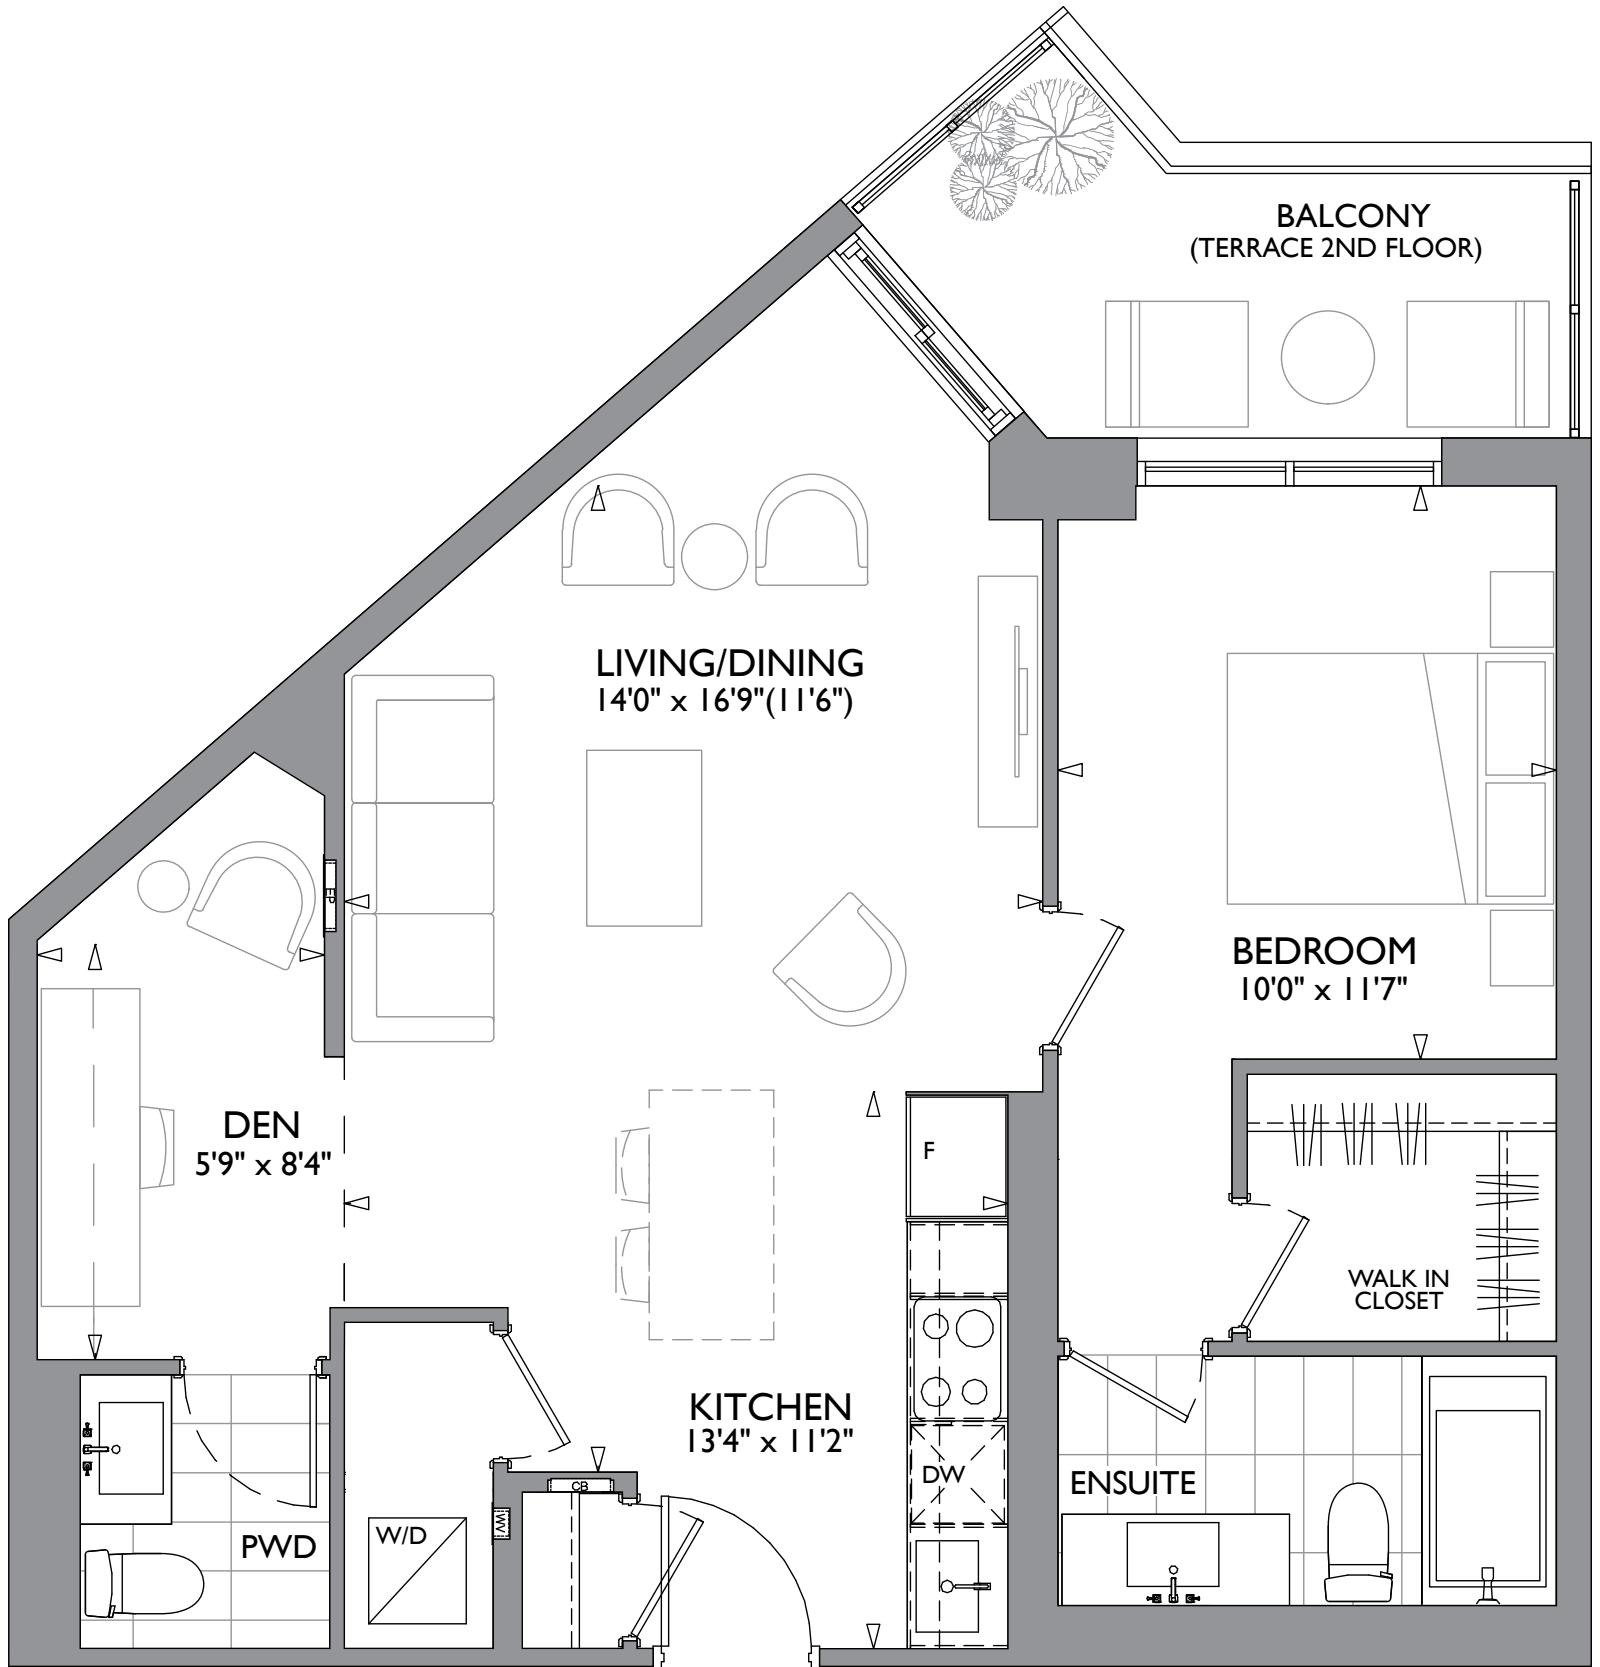 BALCONY
(TERRACE 2ND FLOOR)
LIVING/DINING
14'0" x 16'9"(11'6")
P
BEDROOM
10'0" x 11'7"
DEN
5'9" x 8'4"
F
WALK IN
CLOSET
KITCHEN
13'4" x 11'2"
DW
ENSUITE
CB
VW
W/D
PWD